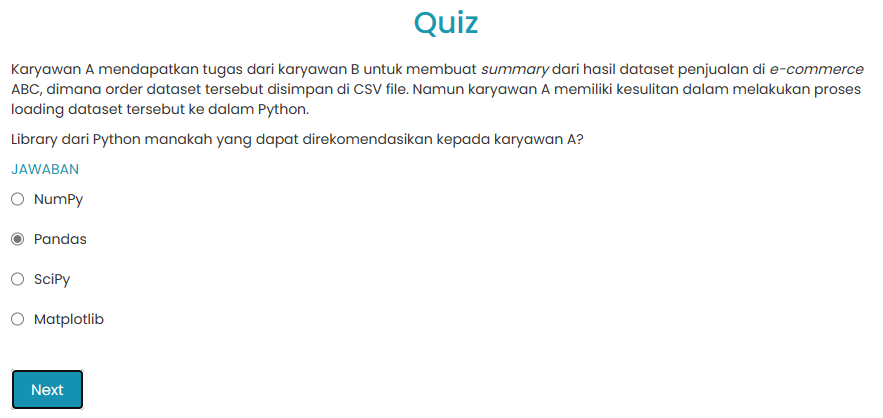 Quiz
Karyawan A mendapatkan tugas dari karyawan B untuk membuat summary dari hasil dataset penjualan di e-commerce
ABC, dimana order dataset tersebut disimpan di CSV file. Namun karyawan A memiliki kesulitan dalam melakukan proses
loading dataset tersebut ke dalam Python.
Library dari Python manakah yang dapat direkomendasikan kepada karyawan A?
JAWABAN
NumPy
Pandas
SciPy
Matplotlib
Next